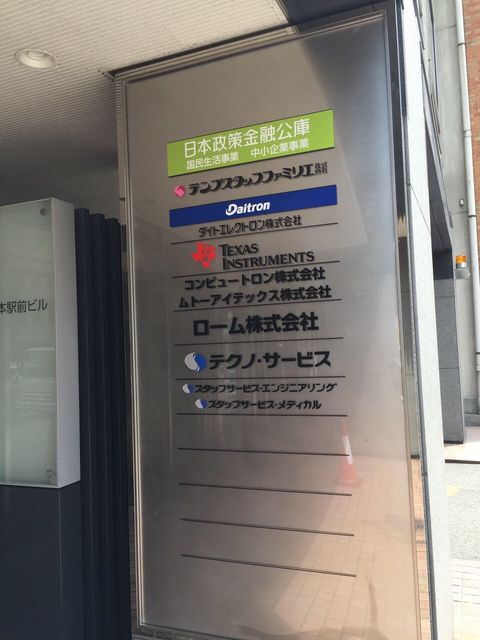 日本政策金融公庫
国民生活事業 中小企業事業
テンプスタッフファミリエ株式会社
Daitron
ダイトエレクトロン株式会社
TEXAS
INSTRUMENTS
コンピュートロン株式会社
ムトーアイテックス株式会社
ローム株式会社
テクノ・サービス
スタッフサービス・エンジニアリング
スタッフサービス・メディカル
本駅前ビル